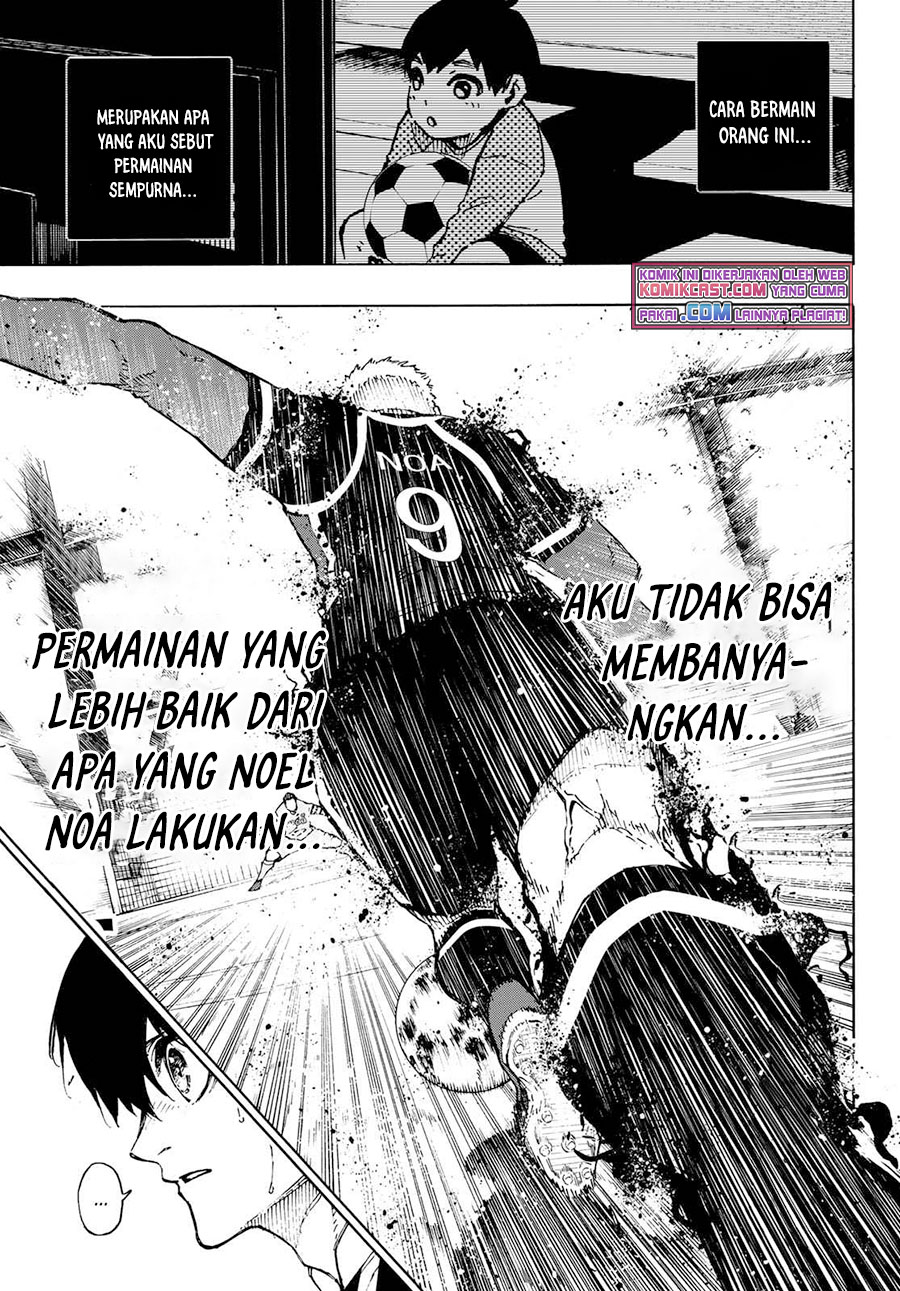 CARA BERMAIN
ORANG INI...
MERUPAKAN APA
YANG AKU SEBUT
PERMAINAN
SEMPURNA...
KOMIK INI DIKERJAKAN OLEH WEB
KOMIKCAST.COM YANG CUMA
PAKAI .COM LAINNYA PLAGIAT!
NOA
9
AKU TIDAK BISA
MEMBANYA-
NGKAN...
PERMAINAN YANG
LEBIH BAIK DARI
APA YANG NOEL
NOA LAKUKAN...
...